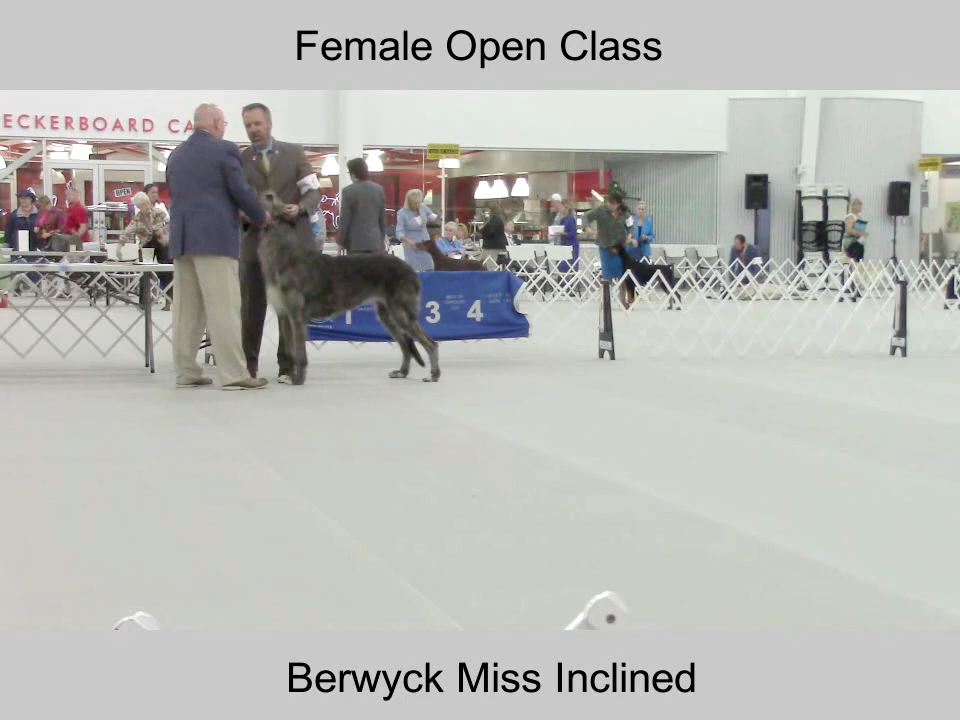 Female Open Class
ECKERBOARD CA
OPEN
1 3 4
Berwyck Miss Inclined